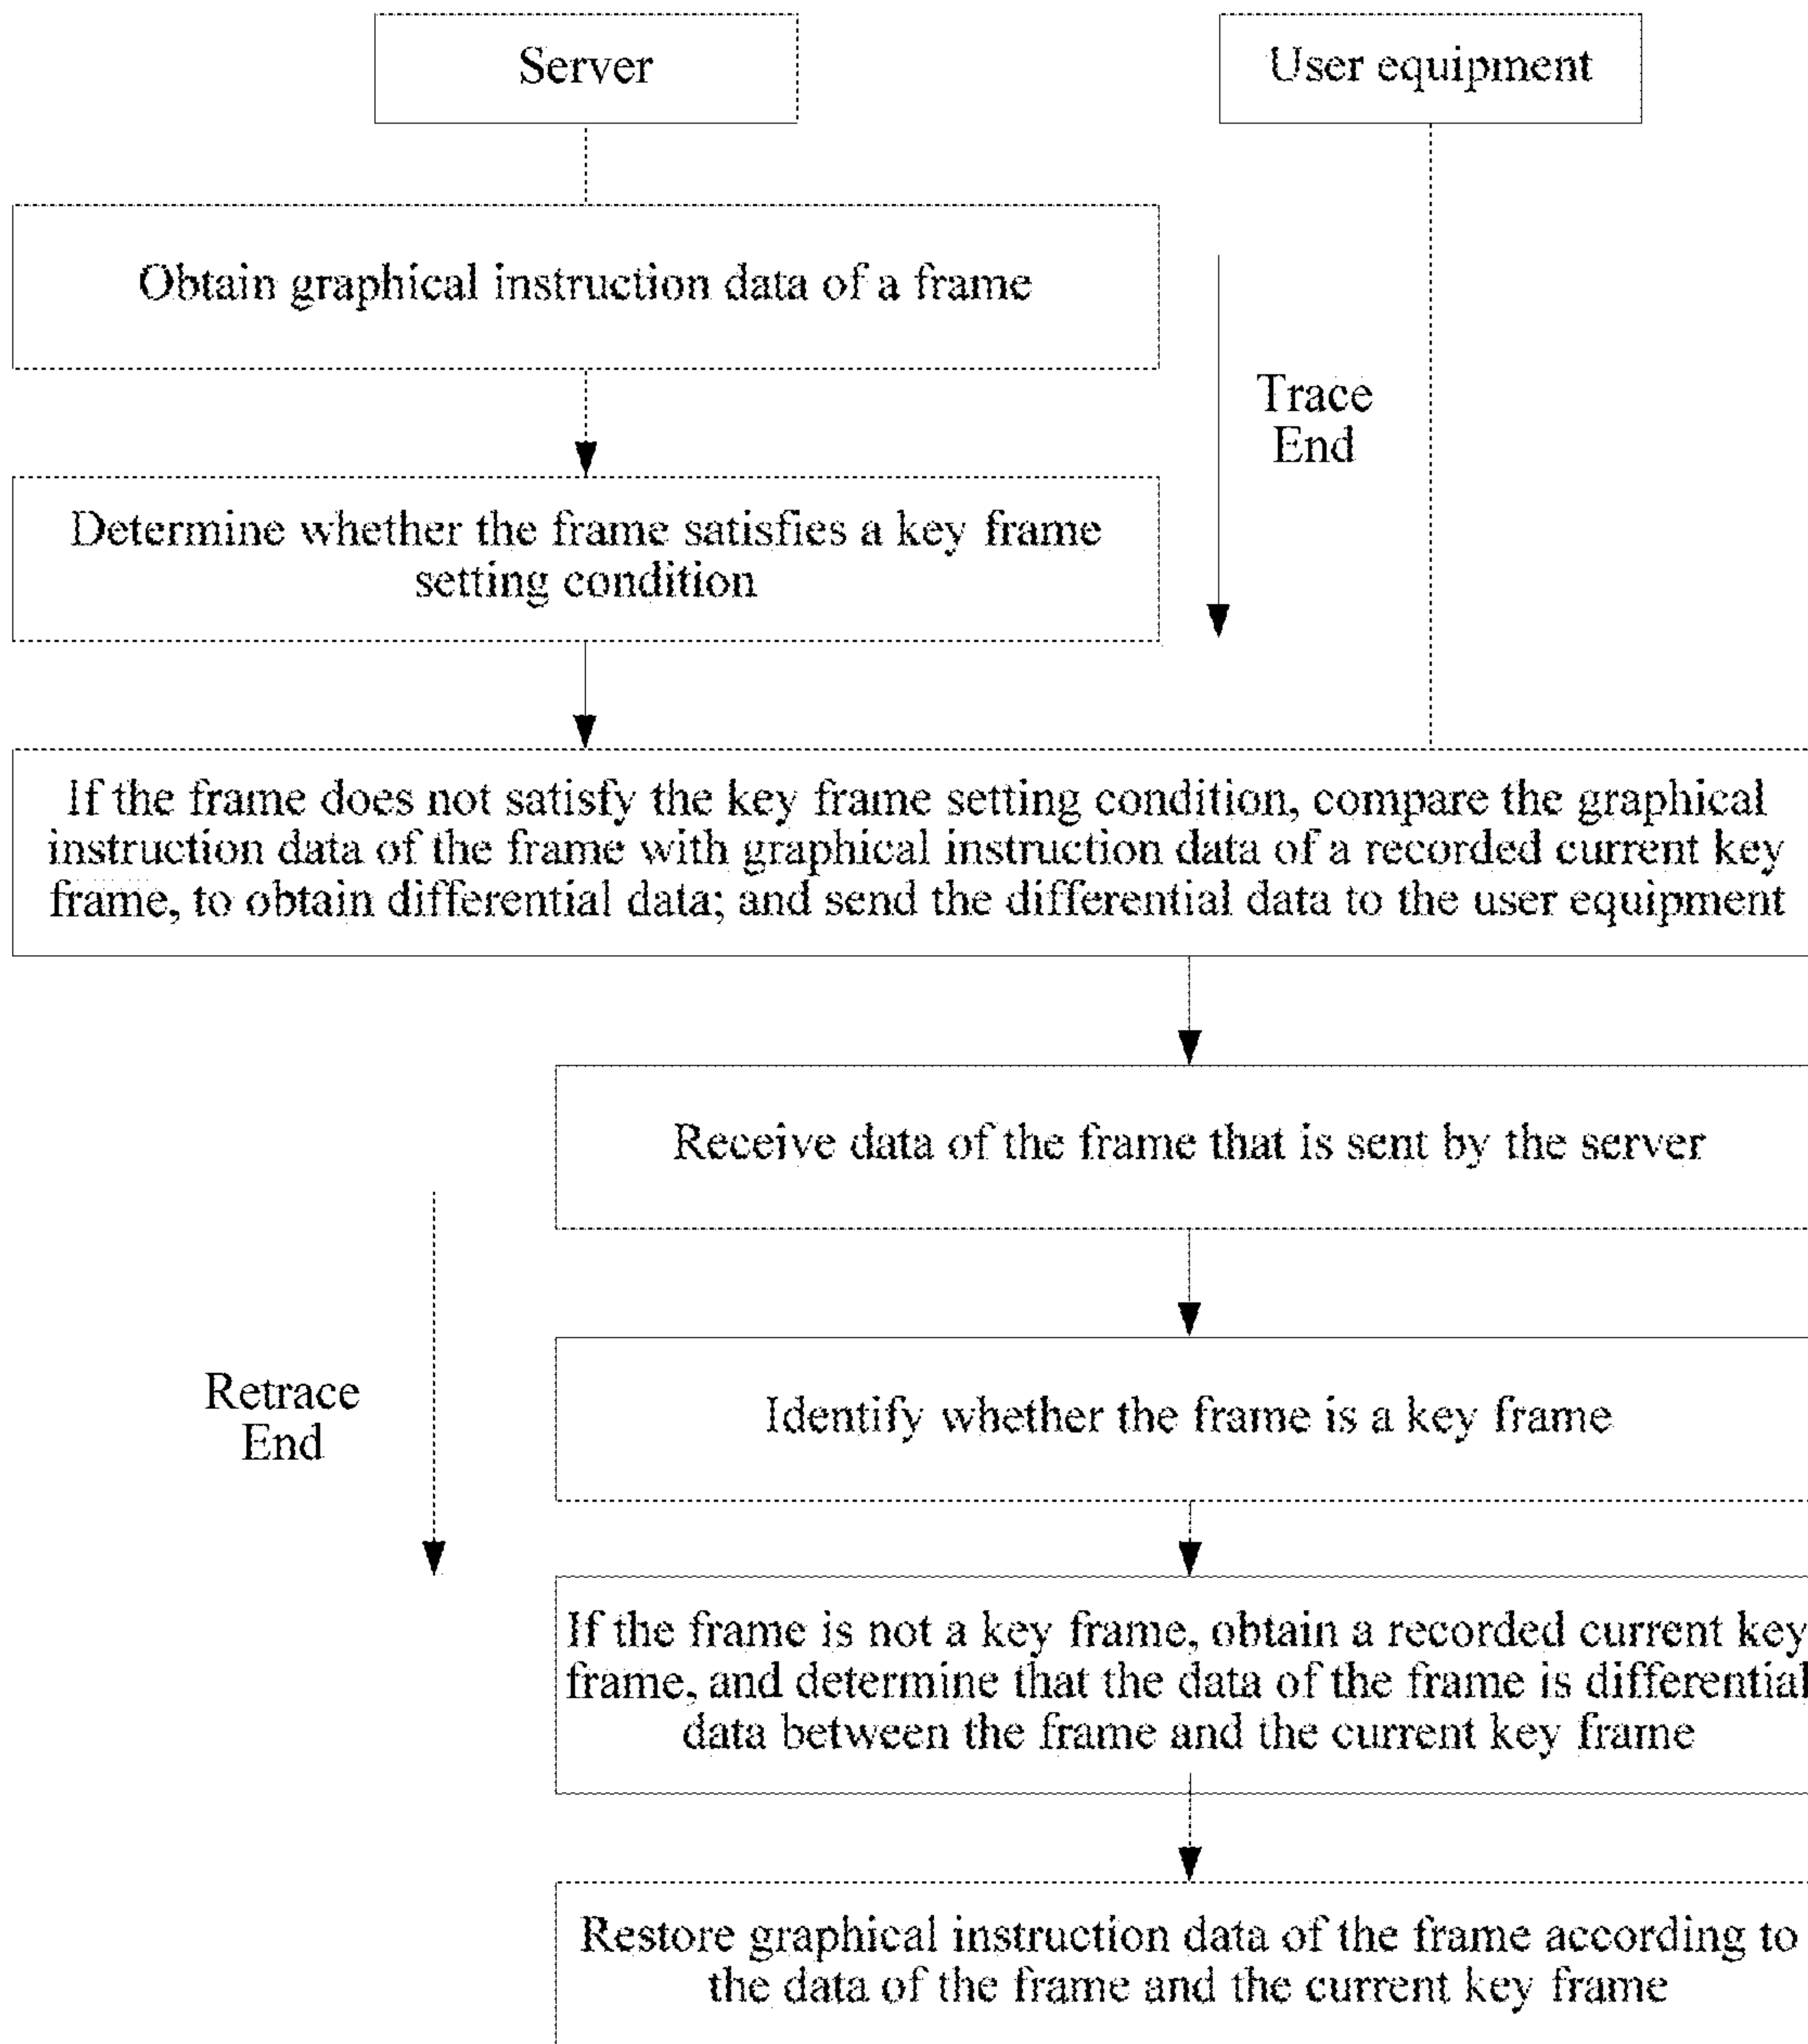 Server
User equipment
Obtain graphical instruction data of a frame
Trace
End
Determine whether the frame satisfies a key frame
setting condition
If the frame does not satisfy the key frame setting condition, compare the graphical
instruction data of the frame with graphical instruction data of a recorded current key
frame, to obtain differential data; and send the differential data to the user equipment
Receive data of the frame that is sent by the server
Retrace
End
Identify whether the frame is a key frame
If the frame is not a key frame, obtain a recorded current key
frame, and determine that the data of the frame is differential
data between the frame and the current key frame
Restore graphical instruction data of the frame according to
the data of the frame and the current key frame